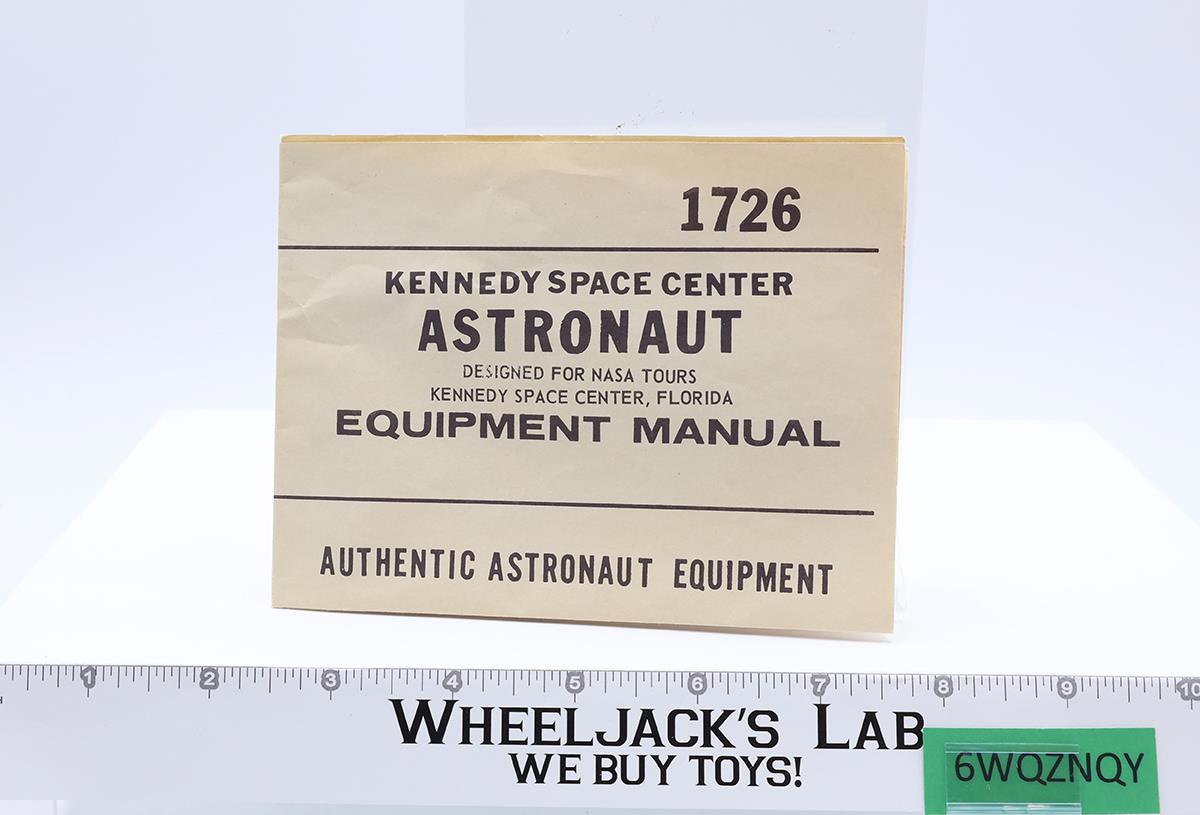 1726
KENNEDY SPACE CENTER
ASTRONAUT
DESIGNED FOR NASA TOURS
KENNEDY SPACE CENTER, FLORIDA
EQUIPMENT MANUAL
AUTHENTIC ASTRONAUT EQUIPMENT
1 2 3 4 5 6 7 8 9 10
WHEELJACK'S LAB
WE BUY TOYS!
6WQZNQY